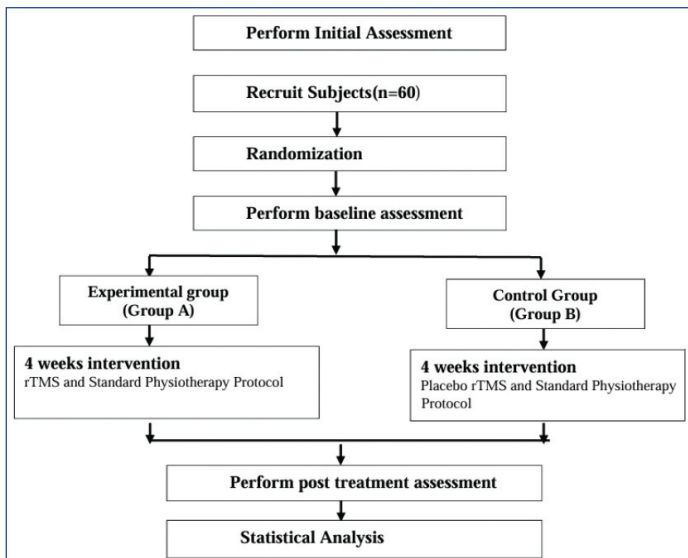 Perform Initial Assessment
Recruit Subjects(n=60)
Randomization
Perform baseline assessment
Experimental group
(Group A)
Control Group
(Group B)
4 weeks intervention
rTMS and Standard Physiotherapy Protocol
4 weeks intervention
Placebo rTMS and Standard Physiotherapy
Protocol
Perform post treatment assessment
Statistical Analysis